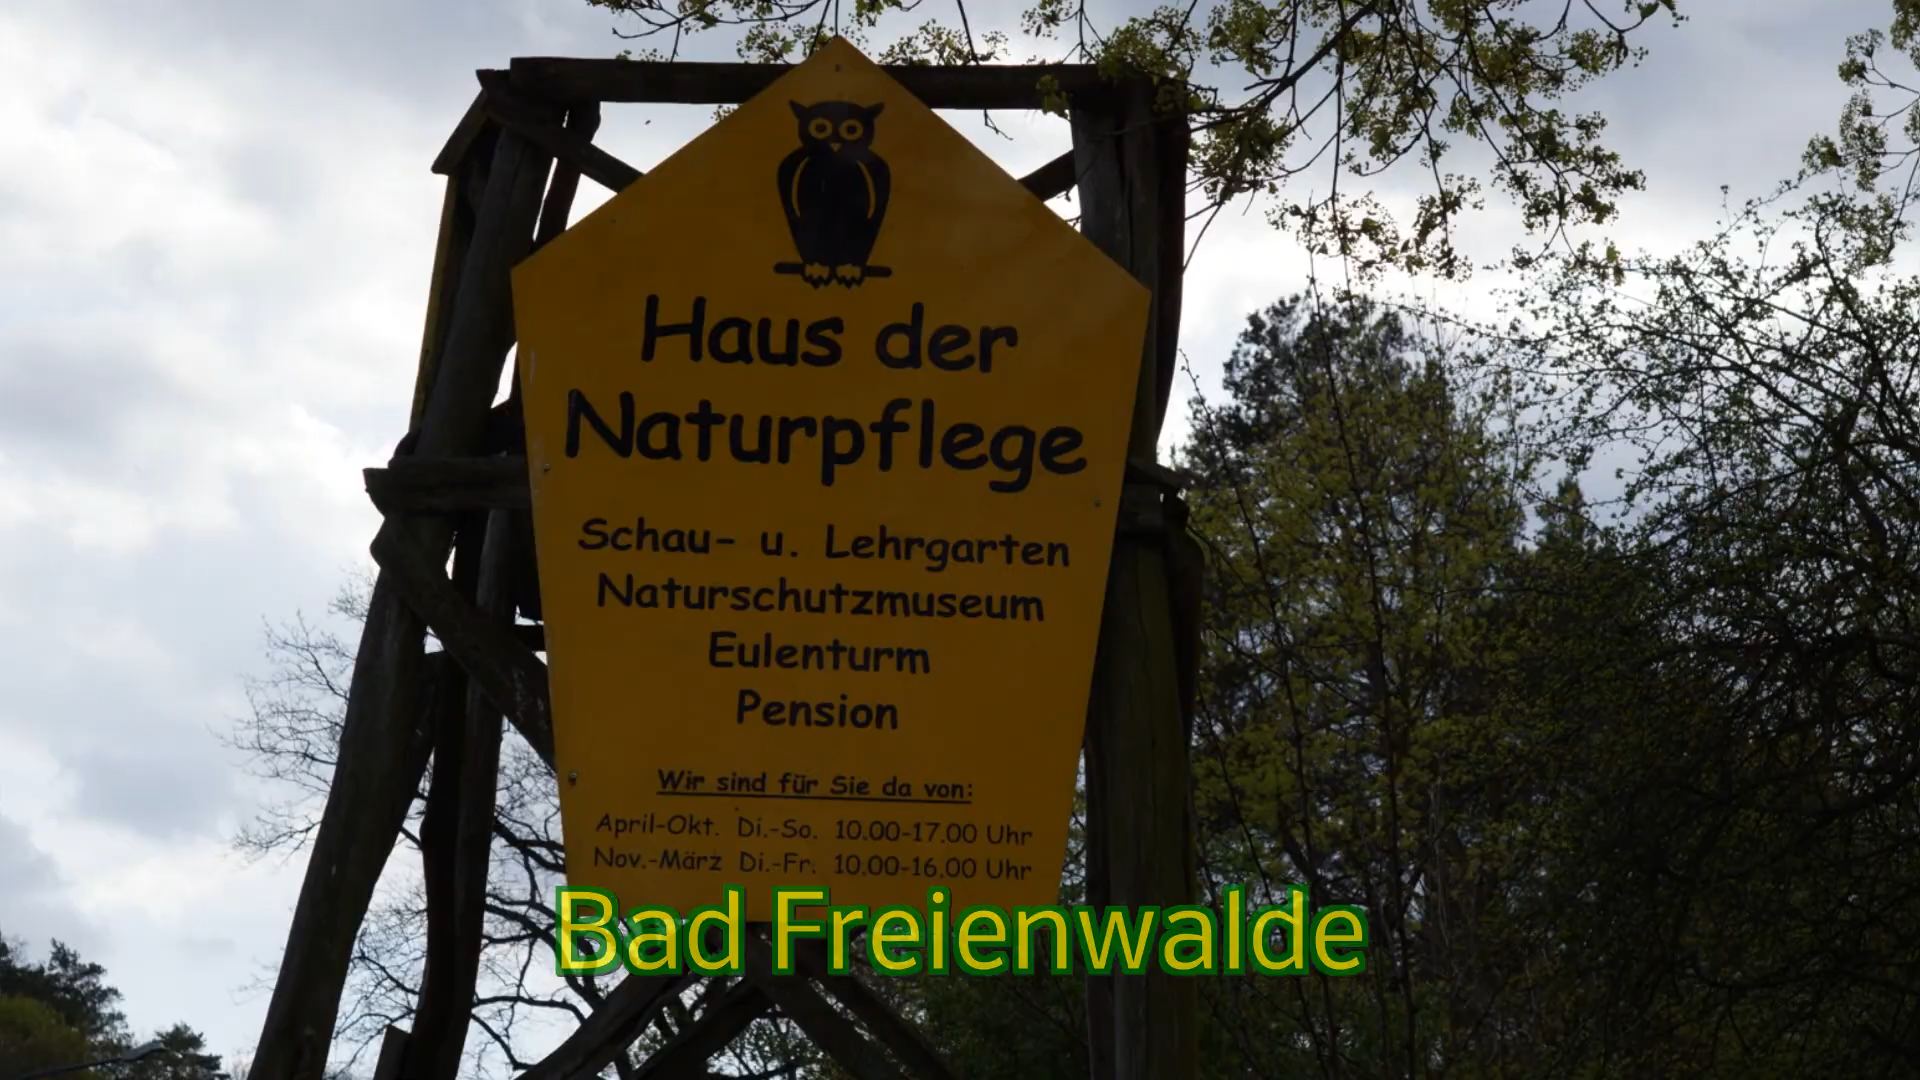 Haus der
Naturpflege
Schau- u. Lehrgarten
Naturschutzmuseum
Eulenturm
Pension
Wir sind für Sie da von:
April-Okt. Di.-So. 10.00-17.00 Uhr
Nov.-März Di.-Fr. 10.00-16.00 Uhr
Bad Freienwalde